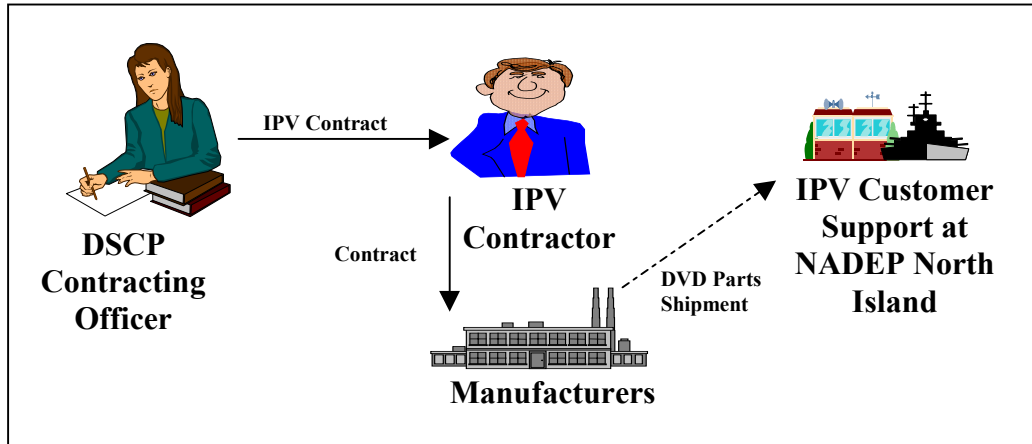 IPV Contract
DSCP
Contracting
Officer
IPV
Contractor
Contract
DVD Parts
Shipment
Manufacturers
IPV Customer
Support at
NADEP North
Island